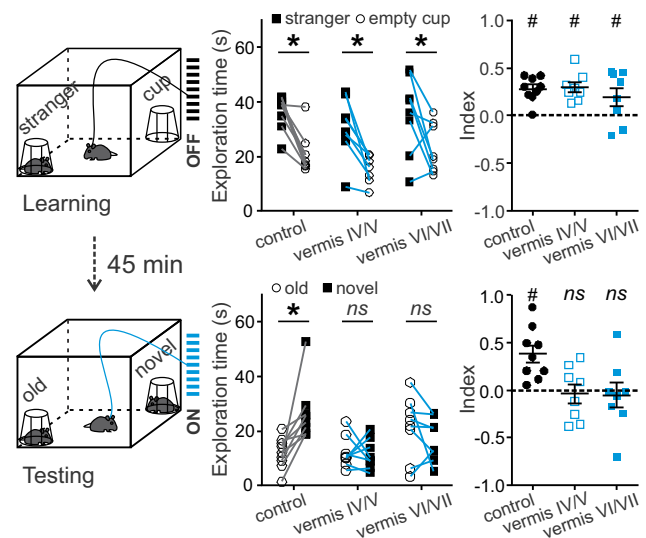 stranger
cup
OFF
Learning
■ stranger ○ empty cup
* * *
Exploration time (s)
60
40
20
0
control
vermis IV/V
vermis VI/VII
# # #
Index
1.0
0.5
0.0
-0.5
-1.0
control
vermis IV/V
vermis VI/VII
45 min
old
novel
ON
Testing
○ old ■ novel
* ns ns
Exploration time (s)
60
40
20
0
control
vermis IV/V
vermis VI/VII
# ns ns
Index
1.0
0.5
0.0
-0.5
-1.0
control
vermis IV/V
vermis VI/VII